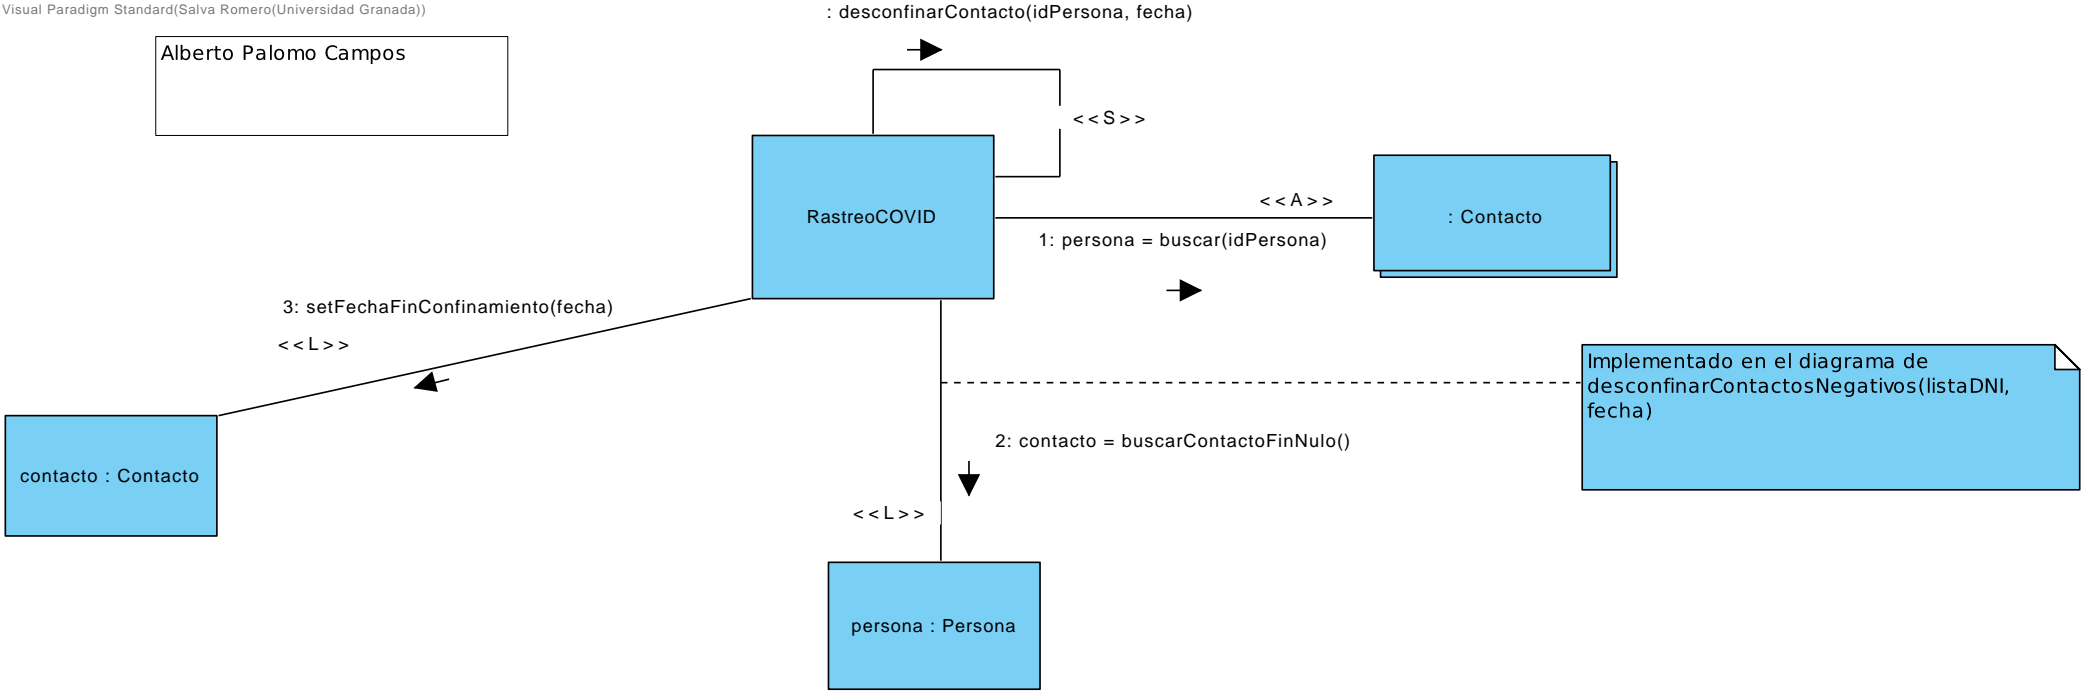 Visual Paradigm Standard(Salva Romero(Universidad Granada))
: desconfinarContacto(idPersona, fecha)
Alberto Palomo Campos
<<S>>
RastreoCOVID
<<A>>
: Contacto
1: persona = buscar(idPersona)
3: setFechaFinConfinamiento(fecha)
<<L>>
Implementado en el diagrama de
desconfinarContactosNegativos(listaDNI,
fecha)
2: contacto = buscarContactoFinNulo()
contacto : Contacto
<<L>>
persona : Persona